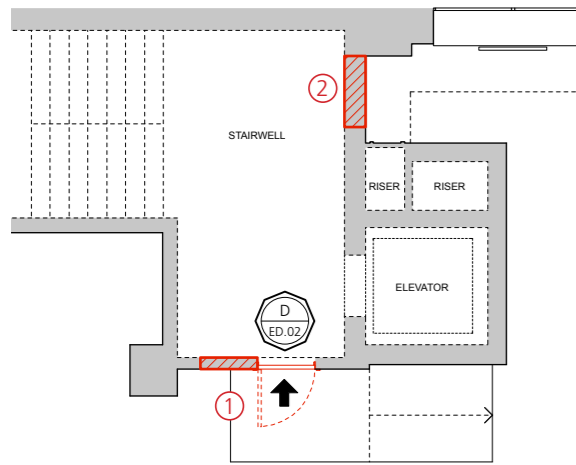 2
STAIRWELL
RISER
RISER
ELEVATOR
D
ED.02
1